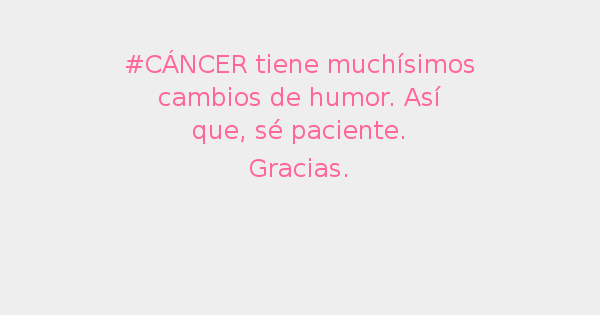 #CÁNCER tiene muchísimos
cambios de humor. Así
que, sé paciente.
Gracias.